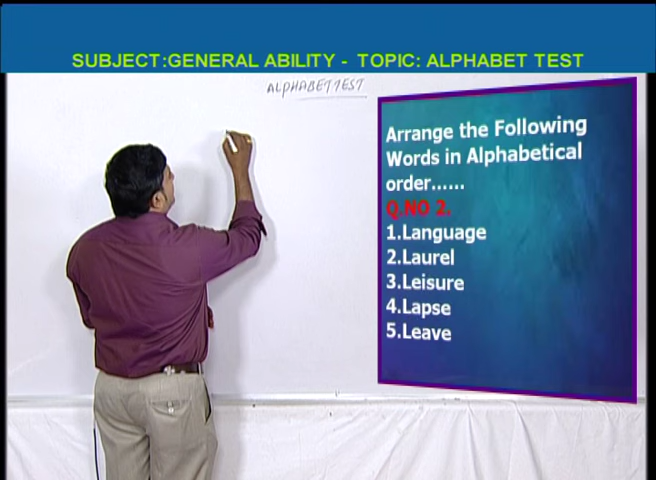 SUBJECT:GENERAL ABILITY - TOPIC: ALPHABET TEST
ALPHABET TEST
Arrange the Following
Words in Alphabetical
order......
Q.NO 2.
1.Language
2.Laurel
3.Leisure
4.Lapse
5.Leave